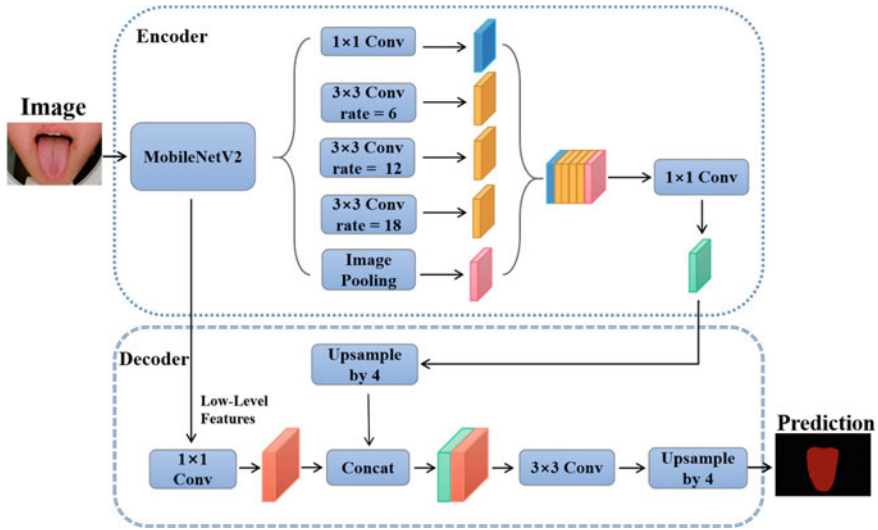 Encoder
Image
MobileNetV2
1×1 Conv
3×3 Conv
rate = 6
3×3 Conv
rate = 12
3×3 Conv
rate = 18
Image
Pooling
1×1 Conv
Decoder
Upsample
by 4
Low-Level
Features
1×1
Conv
Concat
3×3 Conv
Upsample
by 4
Prediction